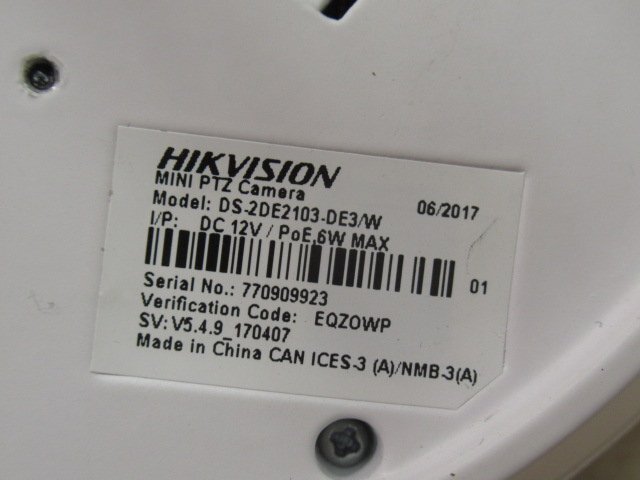 HIKVISION
MINI PTZ Camera
06/2017
Model: DS-2DE2103-DE3/W
I/P: DC 12V / PoE,6W MAX
01
Serial No.: 770909923
Verification Code: EQZOWP
SV: V5.4.9_170407
Made in China CAN ICES-3 (A)/NMB-3(A)